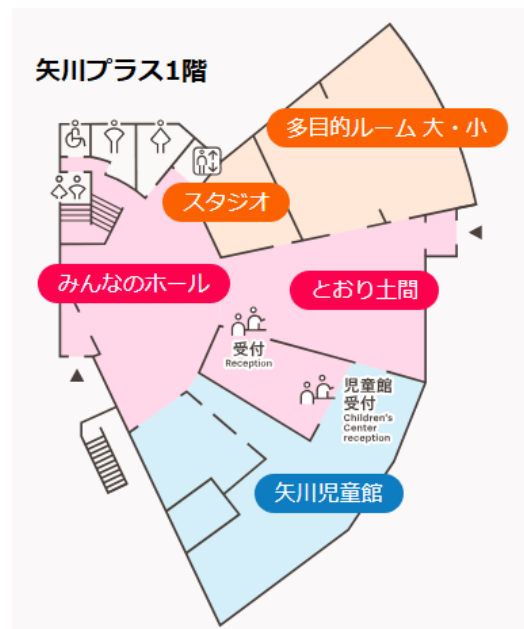 矢川プラス1階
多目的ルーム 大・小
スタジオ
みんなのホール
とおり土間
受付
Reception
児童館
受付
Children's
Center
reception
矢川児童館